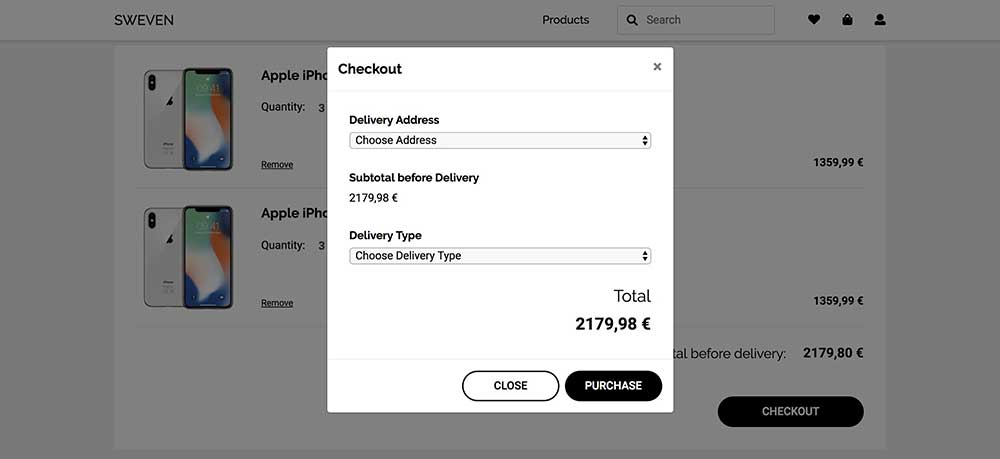 SWEVEN Products Search
Checkout ×
Apple iPho
Quantity: 3
Remove
1359,99 €
Apple iPho
Quantity: 3
Remove
1359,99 €
Delivery Address
Choose Address
Subtotal before Delivery
2179,98 €
Delivery Type
Choose Delivery Type
Total
2179,98 €
CLOSE PURCHASE
tal before delivery: 2179,80 €
CHECKOUT